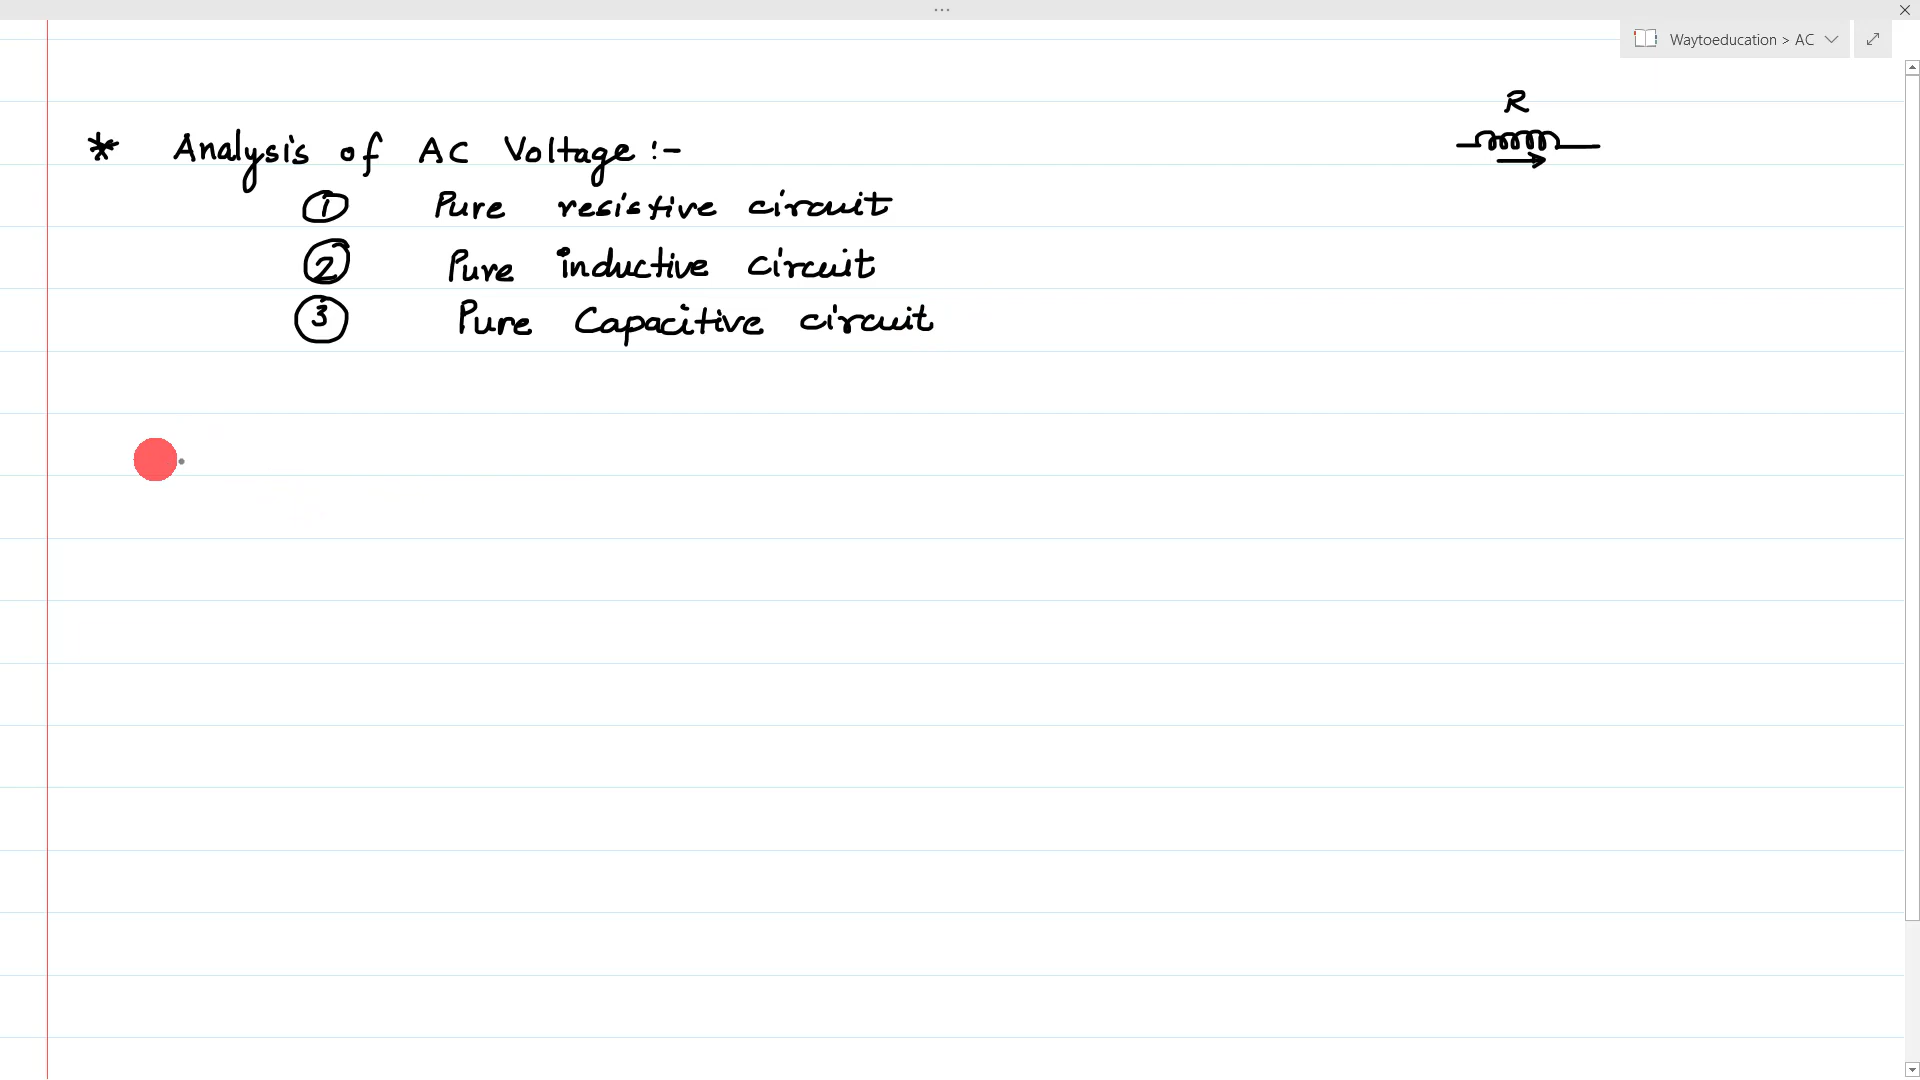 Waytoeducation > AC
R
* Analysis of AC Voltage :-
① Pure resistive circuit
② Pure inductive circuit
③ Pure Capacitive circuit